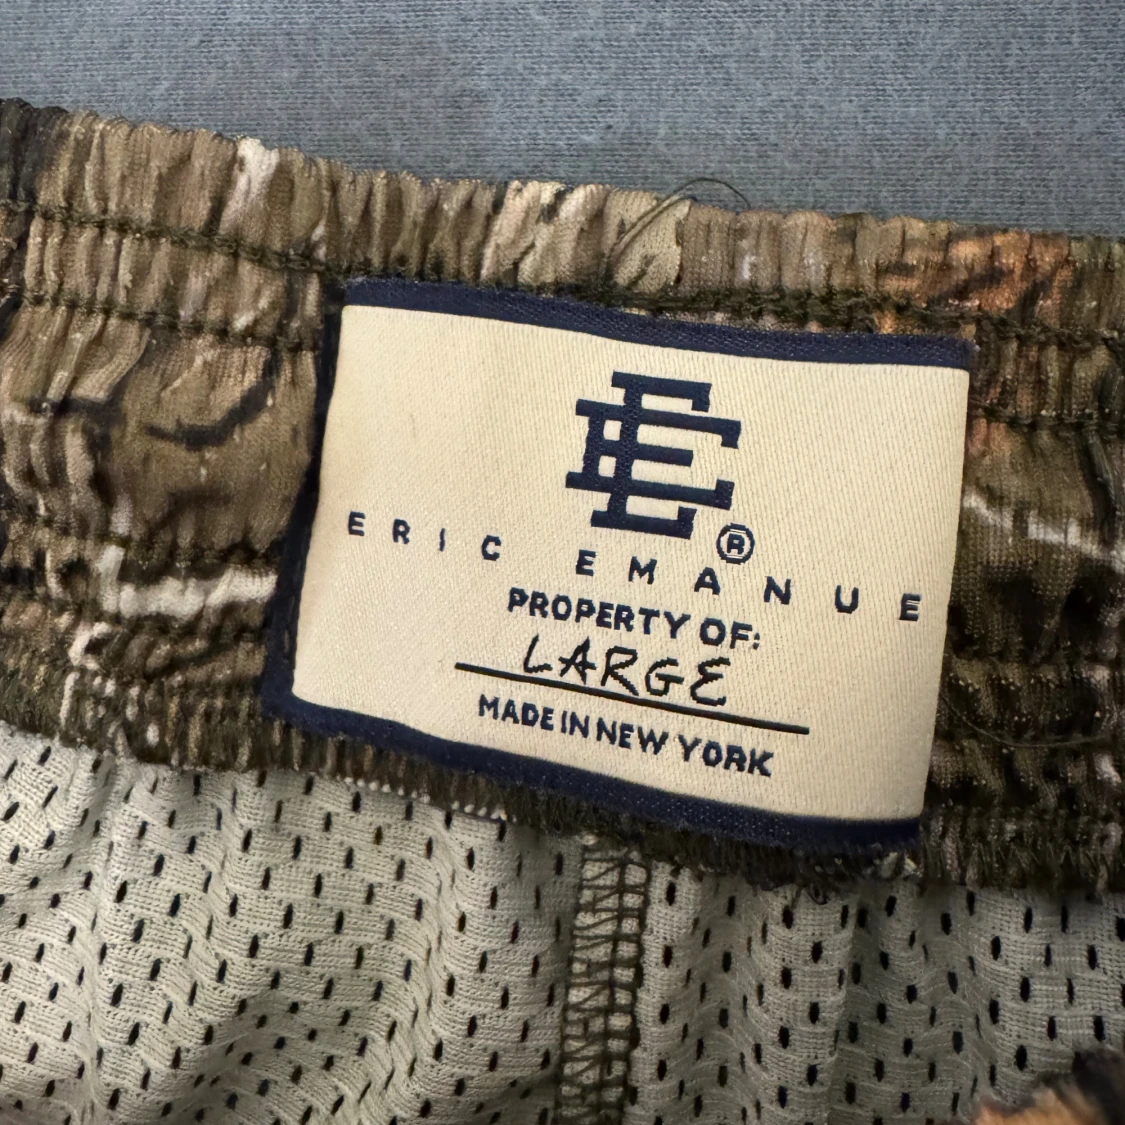 EE
®
ERIC EMANUE
PROPERTY OF:
LARGE
MADE IN NEW YORK